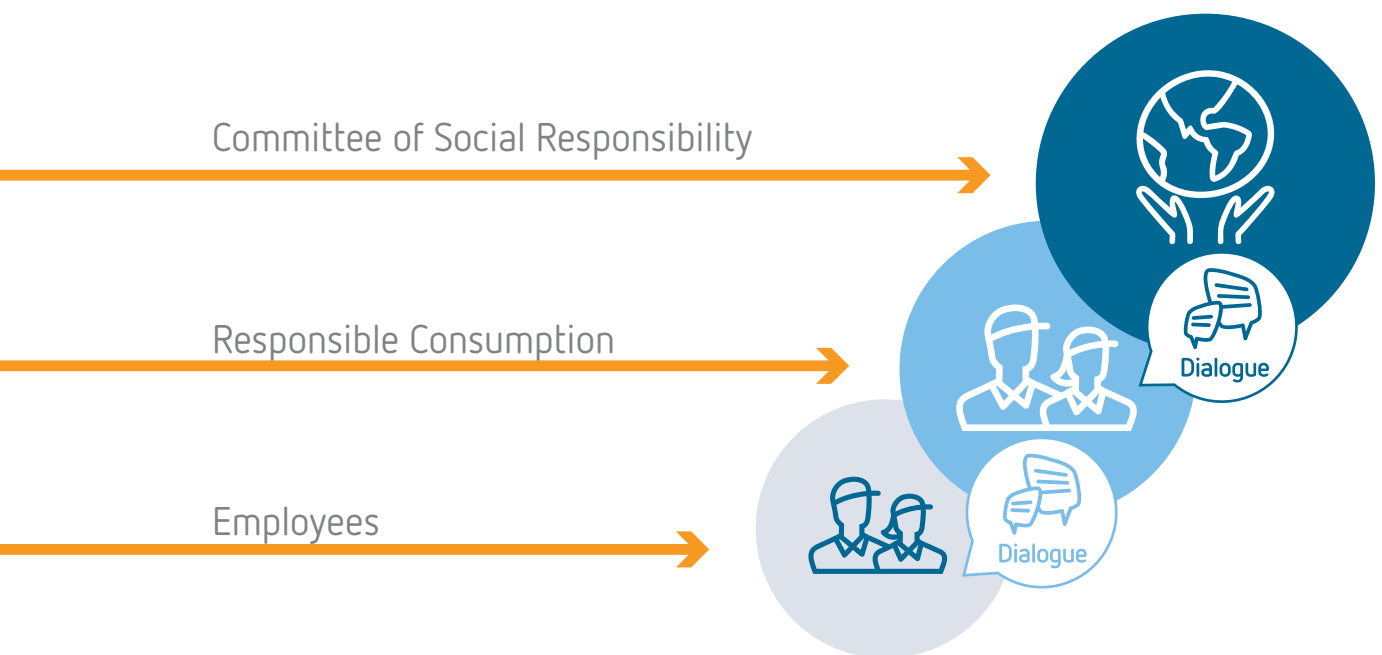 Committee of Social Responsibility
Responsible Consumption
Dialogue
Employees
Dialogue